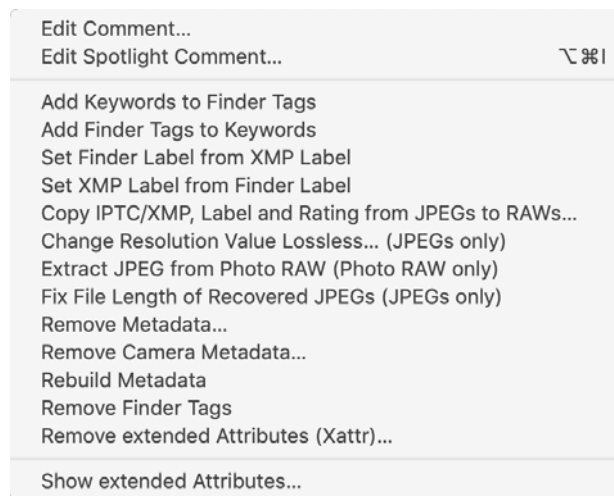 Edit Comment...
Edit Spotlight Comment... ⌥⌘I
Add Keywords to Finder Tags
Add Finder Tags to Keywords
Set Finder Label from XMP Label
Set XMP Label from Finder Label
Copy IPTC/XMP, Label and Rating from JPEGs to RAWs...
Change Resolution Value Lossless... (JPEGs only)
Extract JPEG from Photo RAW (Photo RAW only)
Fix File Length of Recovered JPEGs (JPEGs only)
Remove Metadata...
Remove Camera Metadata...
Rebuild Metadata
Remove Finder Tags
Remove extended Attributes (Xattr)...
Show extended Attributes...